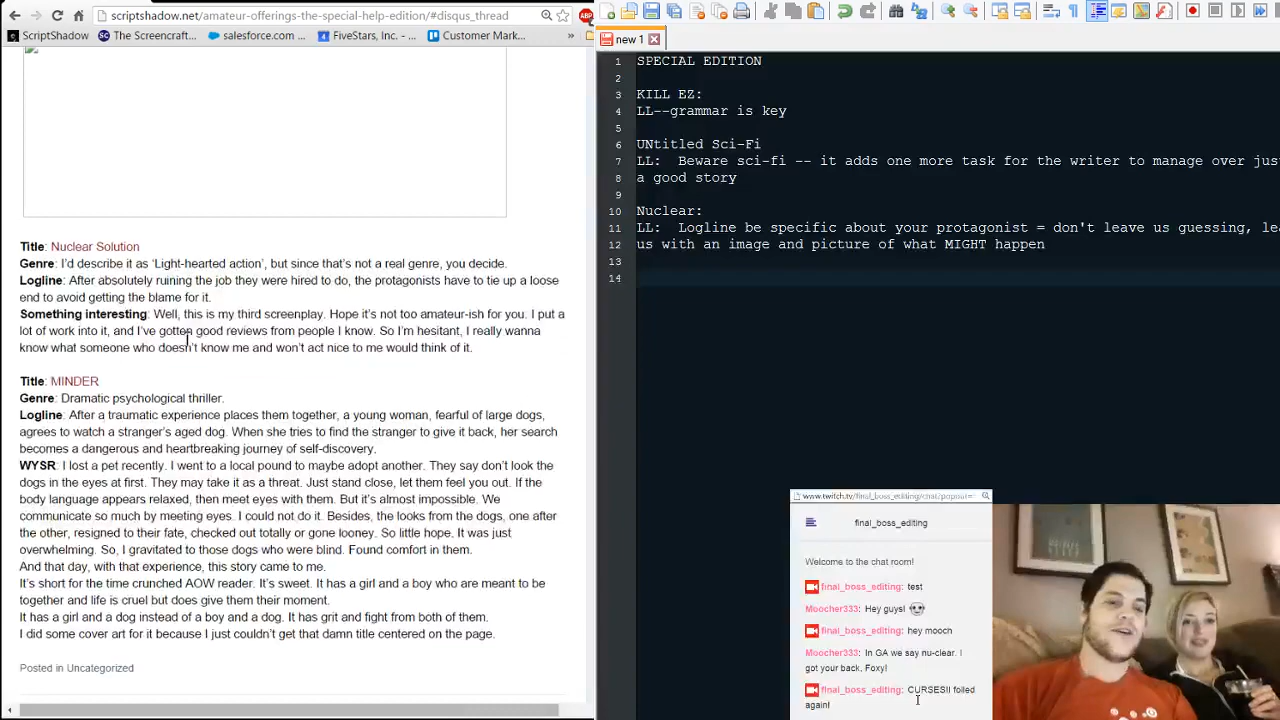 scriptshadow.net/amateur-offerings-the-special-help-edition/#disqus_thread
ABP
ScriptShadow
The Screencraft...
salesforce.com
FiveStars, Inc. - ...
Customer Mark...
»
Title: Nuclear Solution
Genre: I'd describe it as 'Light-hearted action', but since that's not a real genre, you decide.
Logline: After absolutely ruining the job they were hired to do, the protagonists have to tie up a loose
end to avoid getting the blame for it.
Something interesting: Well, this is my third screenplay. Hope it's not too amateur-ish for you. I put a
lot of work into it, and I've gotten good reviews from people I know. So I'm hesitant, I really wanna
know what someone who doesn't know me and won't act nice to me would think of it.
Title: MINDER
Genre: Dramatic psychological thriller.
Logline: After a traumatic experience places them together, a young woman, fearful of large dogs,
agrees to watch a stranger's aged dog. When she tries to find the stranger to give it back, her search
becomes a dangerous and heartbreaking journey of self-discovery.
WYSR: I lost a pet recently. I went to a local pound to maybe adopt another. They say don't look the
dogs in the eyes at first. They may take it as a threat. Just stand close, let them feel you out. If the
body language appears relaxed, then meet eyes with them. But it's almost impossible. We
communicate so much by meeting eyes. I could not do it. Besides, the looks from the dogs, one after
the other, resigned to their fate, checked out totally or gone looney. So little hope. It was just
overwhelming. So, I gravitated to those dogs who were blind. Found comfort in them.
And that day, with that experience, this story came to me.
It's short for the time crunched AOW reader. It's sweet. It has a girl and a boy who are meant to be
together and life is cruel but does give them their moment.
It has a girl and a dog instead of a boy and a dog. It has grit and fight from both of them.
I did some cover art for it because I just couldn't get that damn title centered on the page.
Posted in Uncategorized
new 1
1 SPECIAL EDITION
2
3 KILL EZ:
4 LL--grammar is key
5
6 UNtitled Sci-Fi
7 LL: Beware sci-fi -- it adds one more task for the writer to manage over jus
8 a good story
9
10 Nuclear:
11 LL: Logline be specific about your protagonist = don't leave us guessing, le
12 us with an image and picture of what MIGHT happen
13
14
www.twitch.tv/final_boss_editing/chat?popout=
final_boss_editing
Welcome to the chat room!
final_boss_editing: test
Moocher333: Hey guys!
final_boss_editing: hey mooch
Moocher333: In GA we say nu-clear. I
got your back, Foxy!
final_boss_editing: CURSES!! foiled
again!